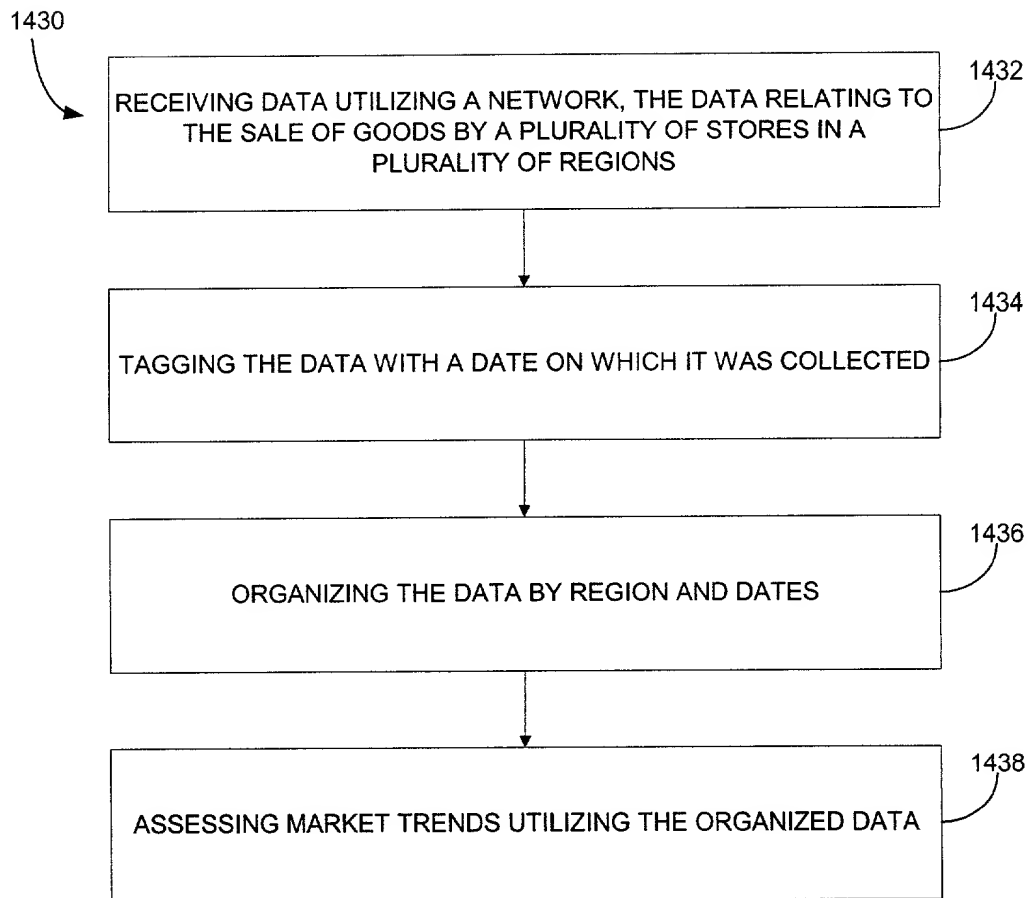 1430
1432
RECEIVING DATA UTILIZING A NETWORK, THE DATA RELATING TO
THE SALE OF GOODS BY A PLURALITY OF STORES IN A
PLURALITY OF REGIONS
1434
TAGGING THE DATA WITH A DATE ON WHICH IT WAS COLLECTED
1436
ORGANIZING THE DATA BY REGION AND DATES
1438
ASSESSING MARKET TRENDS UTILIZING THE ORGANIZED DATA